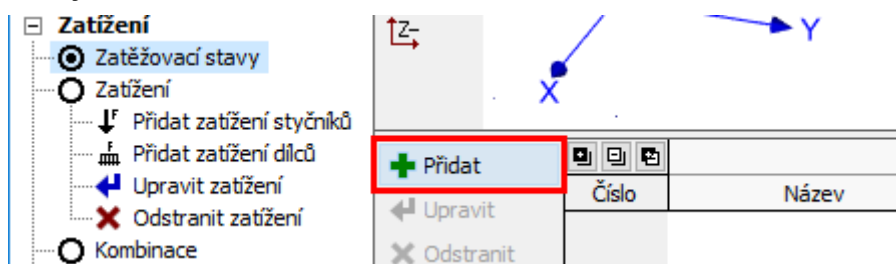 Zatížení
Zatěžovací stavy
Zatížení
Přidat zatížení styčníků
Přidat zatížení dílců
Upravit zatížení
Odstranit zatížení
Kombinace
Z
Y
X
Přidat
Upravit
Odstranit
Číslo Název